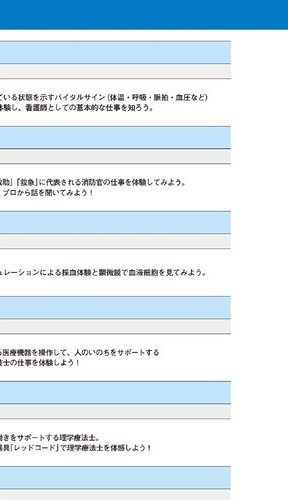 ている状態を示すバイタルサイン（体温・呼吸・脈拍・血圧など）
体験し、看護師としての基本的な仕事を知ろう。
救助」『救急』に代表される消防官の仕事を体験してみよう。
プロから話を聞いてみよう！
ュレーションによる採血体験と顕微鏡で血液細胞を見てみよう。
る医療機器を操作して、人のいのちをサポートする
技士の仕事を体験しよう！
動きをサポートする理学療法士。
器具「レッドコード」で理学療法士を体感しよう！